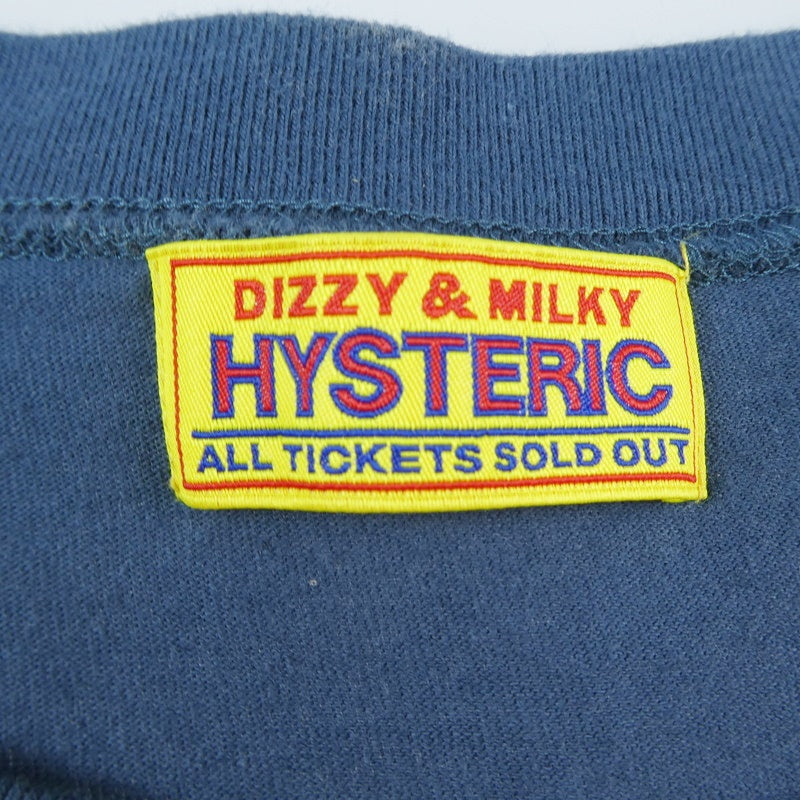 DIZZY & MILKY
HYSTERIC
ALL TICKETS SOLD OUT